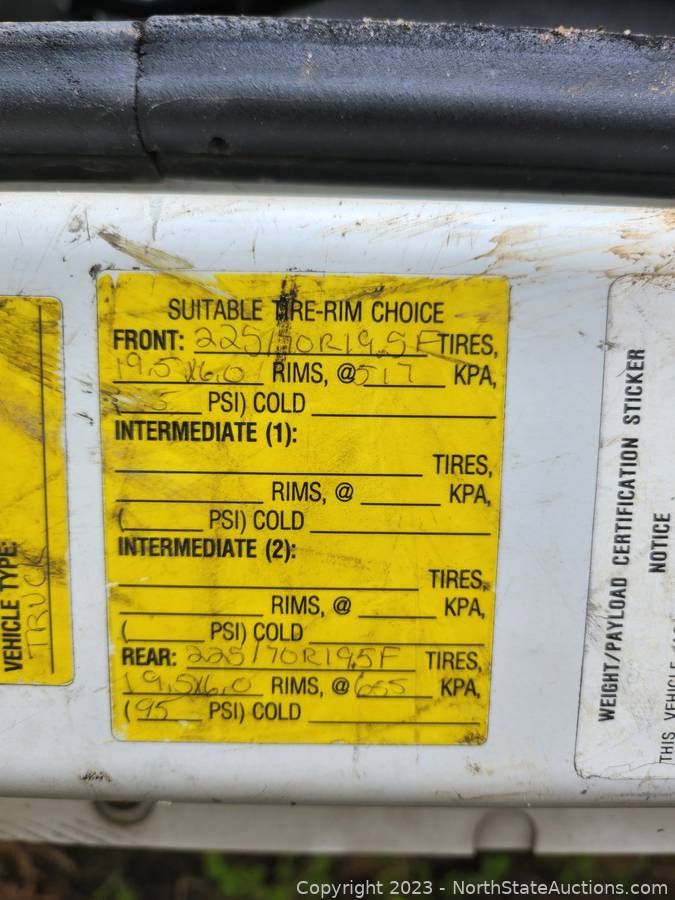 SUITABLE TIRE-RIM CHOICE
FRONT: 225/70R19.5F TIRES,
19.5X6.0 RIMS, @ 517 KPA,
( 5 PSI) COLD
INTERMEDIATE (1):
TIRES,
RIMS, @ KPA,
( PSI) COLD
INTERMEDIATE (2):
TIRES,
RIMS, @ KPA,
( PSI) COLD
REAR: 225/70R19.5F TIRES,
19.5X6.0 RIMS, @ 655 KPA,
(95 PSI) COLD
VEHICLE TYPE:
TRUCK
WEIGHT/PAYLOAD CERTIFICATION STICKER
NOTICE
THIS VEHICLE
Copyright © 2023 - NorthStateAuctions.com